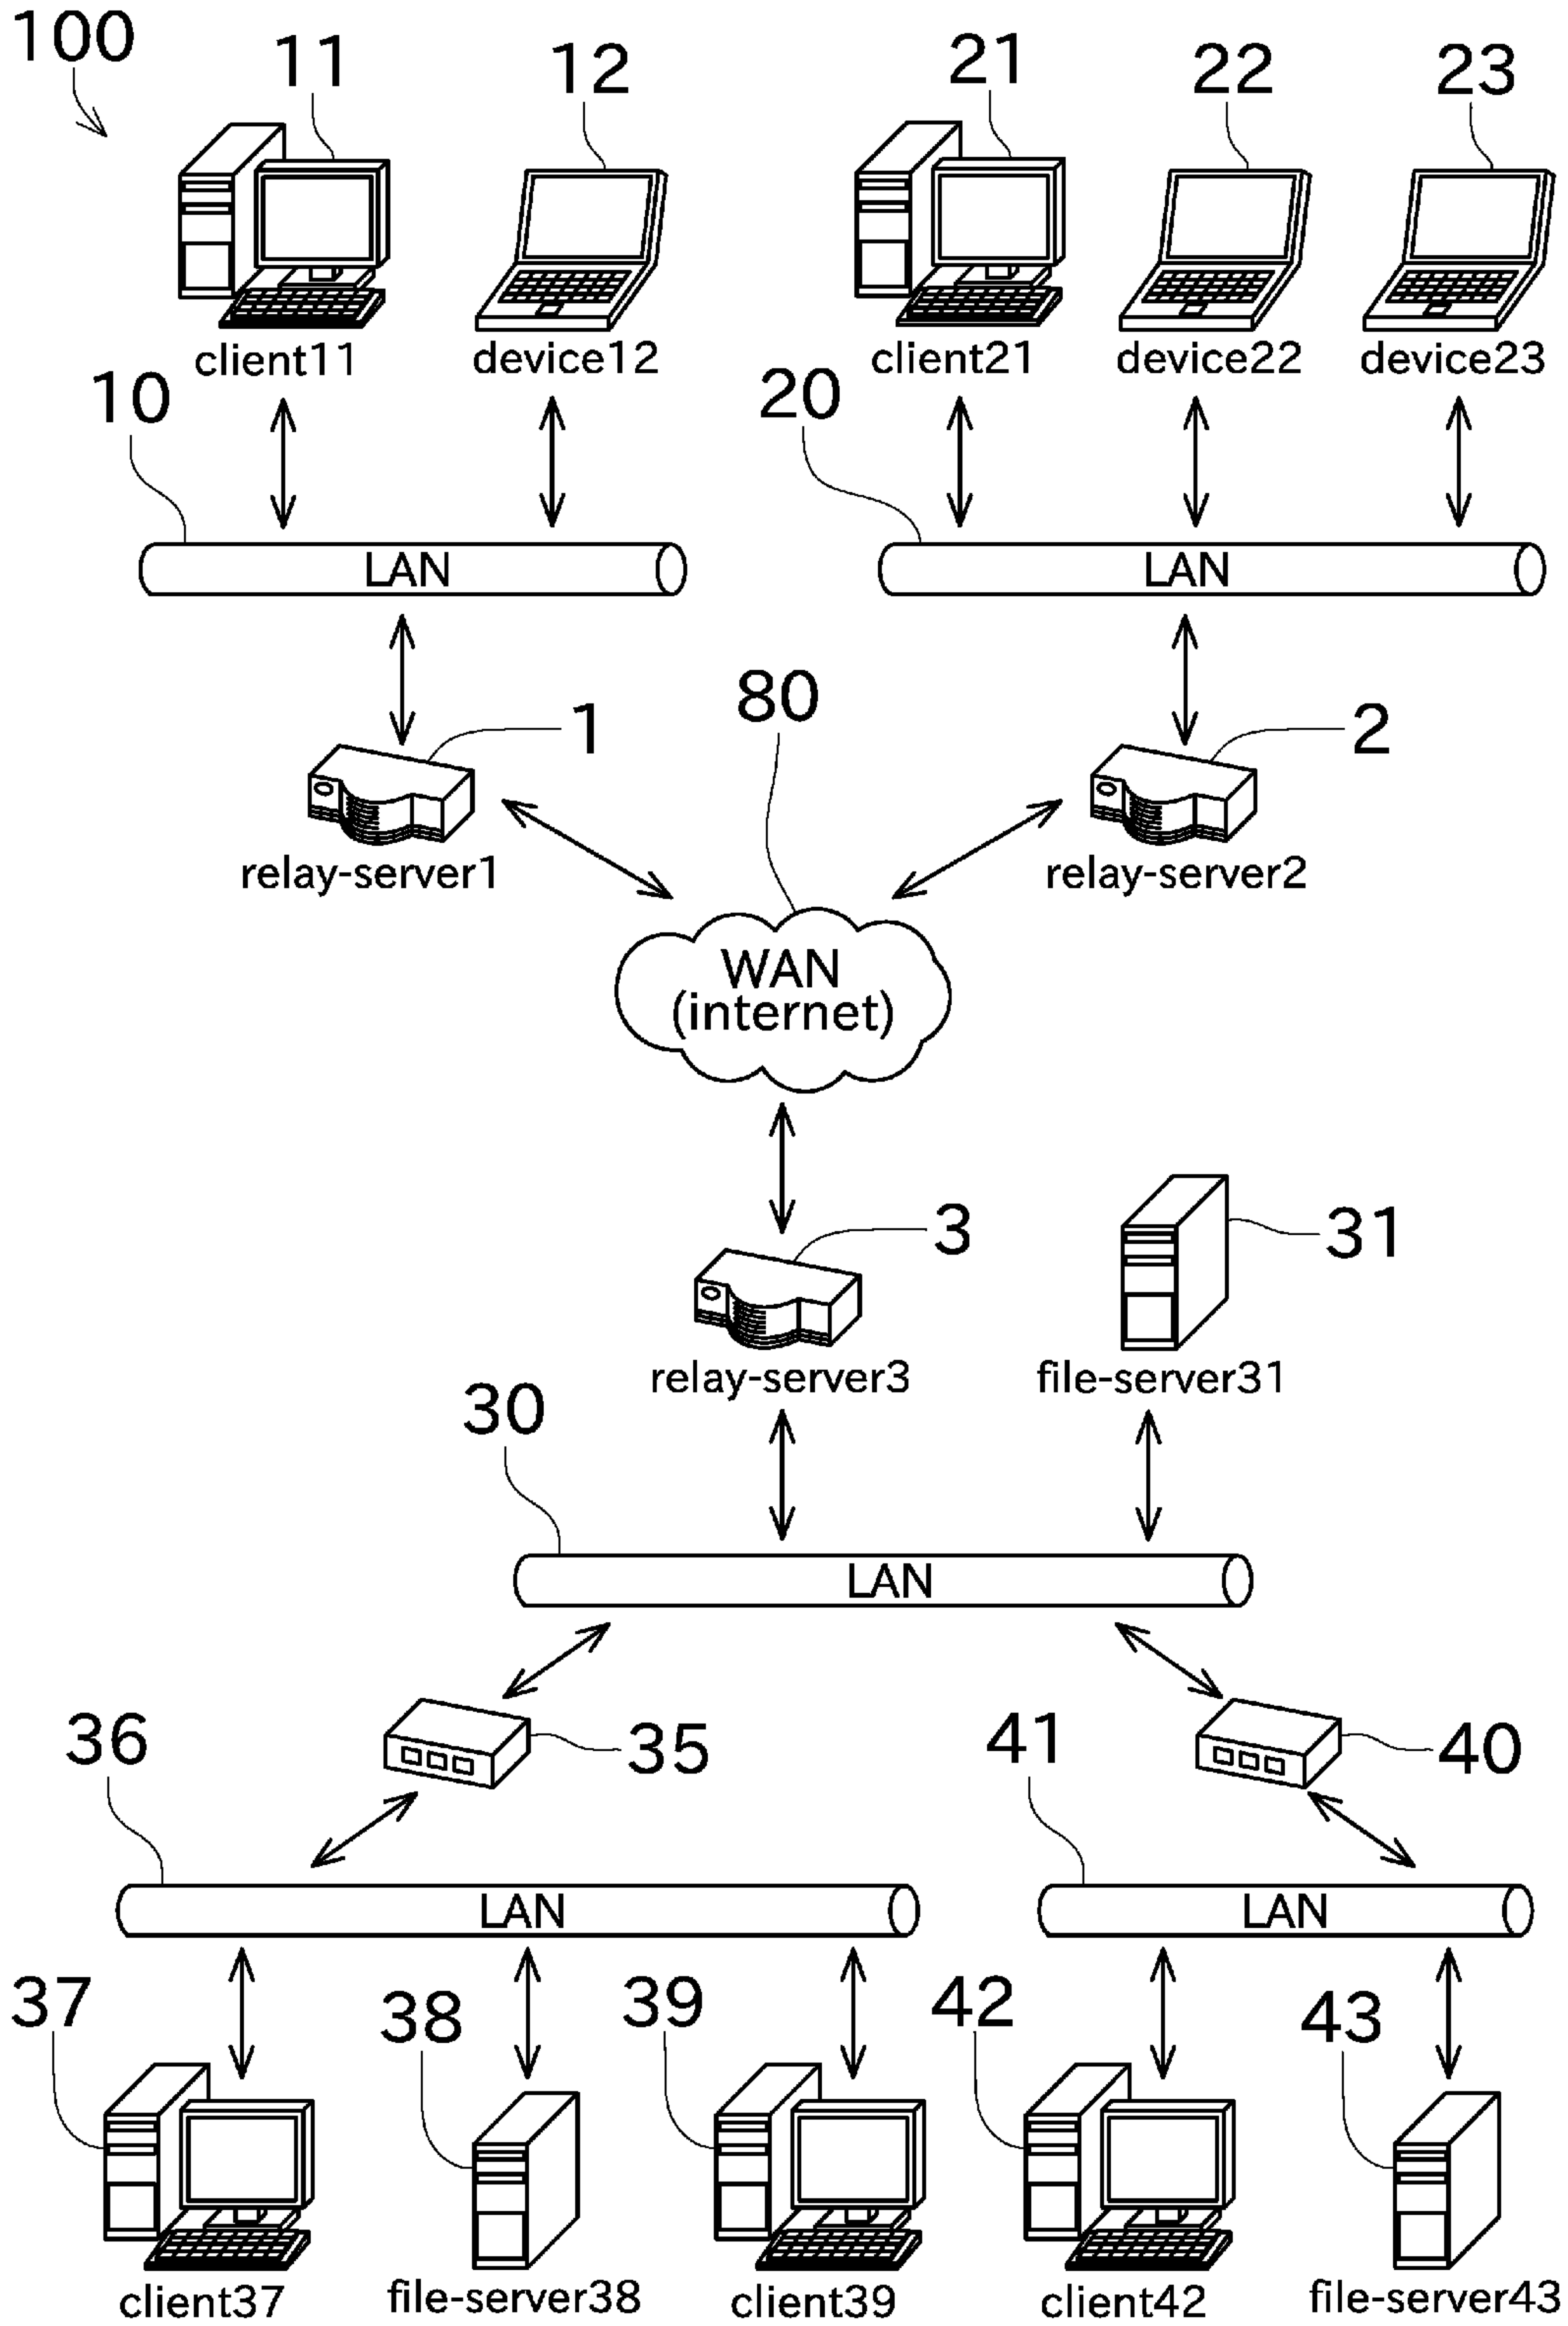 100
11
12
21
22
23
client11
device12
client21
device22
device23
10
20
LAN
LAN
1
80
2
relay-server1
relay-server2
WAN
(internet)
3
31
relay-server3
file-server31
30
LAN
36
35
41
40
LAN
LAN
37
38
39
42
43
client37
file-server38
client39
client42
file-server43